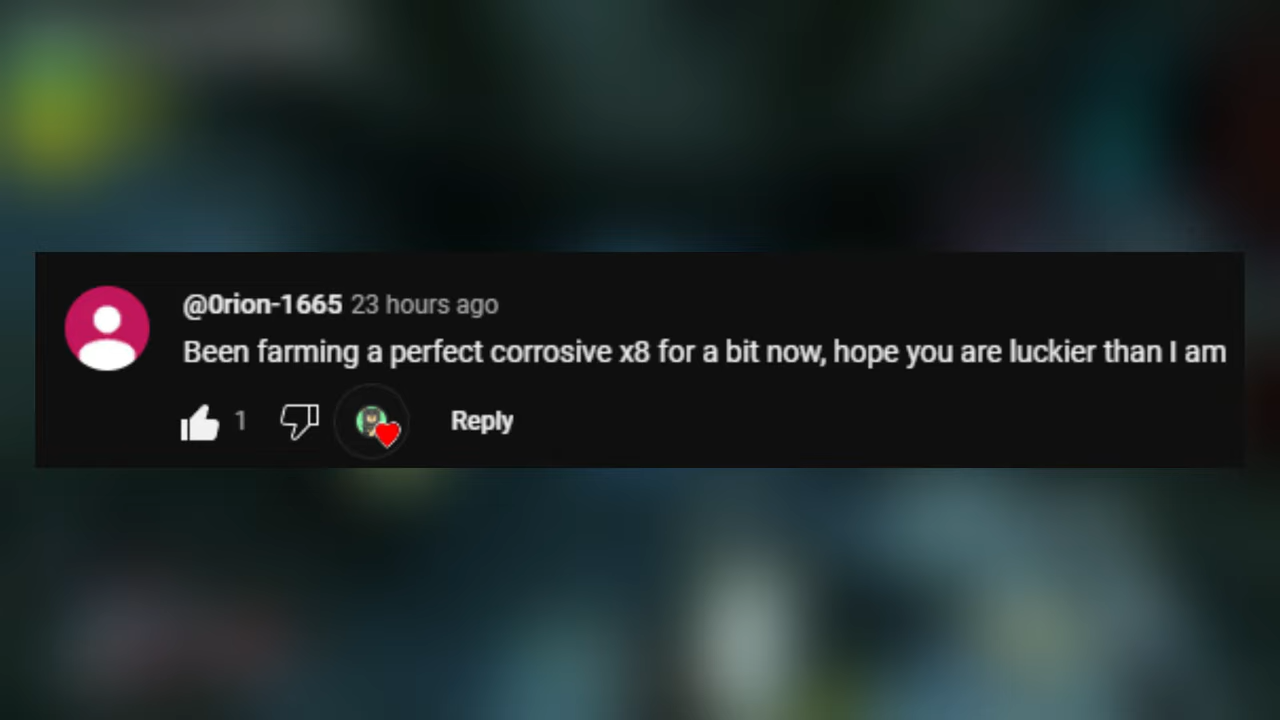 @0rion-1665 23 hours ago
Been farming a perfect corrosive x8 for a bit now, hope you are luckier than I am
1 Reply